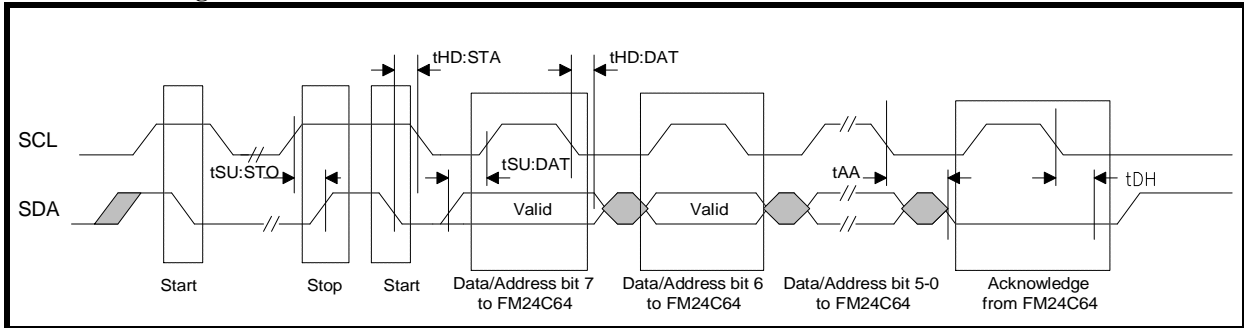 tHD:STA
tHD:DAT
SCL
tSU:STO
tSU:DAT
tAA
tDH
SDA
Valid
Valid
Start
Stop
Start
Data/Address bit 7
to FM24C64
Data/Address bit 6
to FM24C64
Data/Address bit 5-0
to FM24C64
Acknowledge
from FM24C64